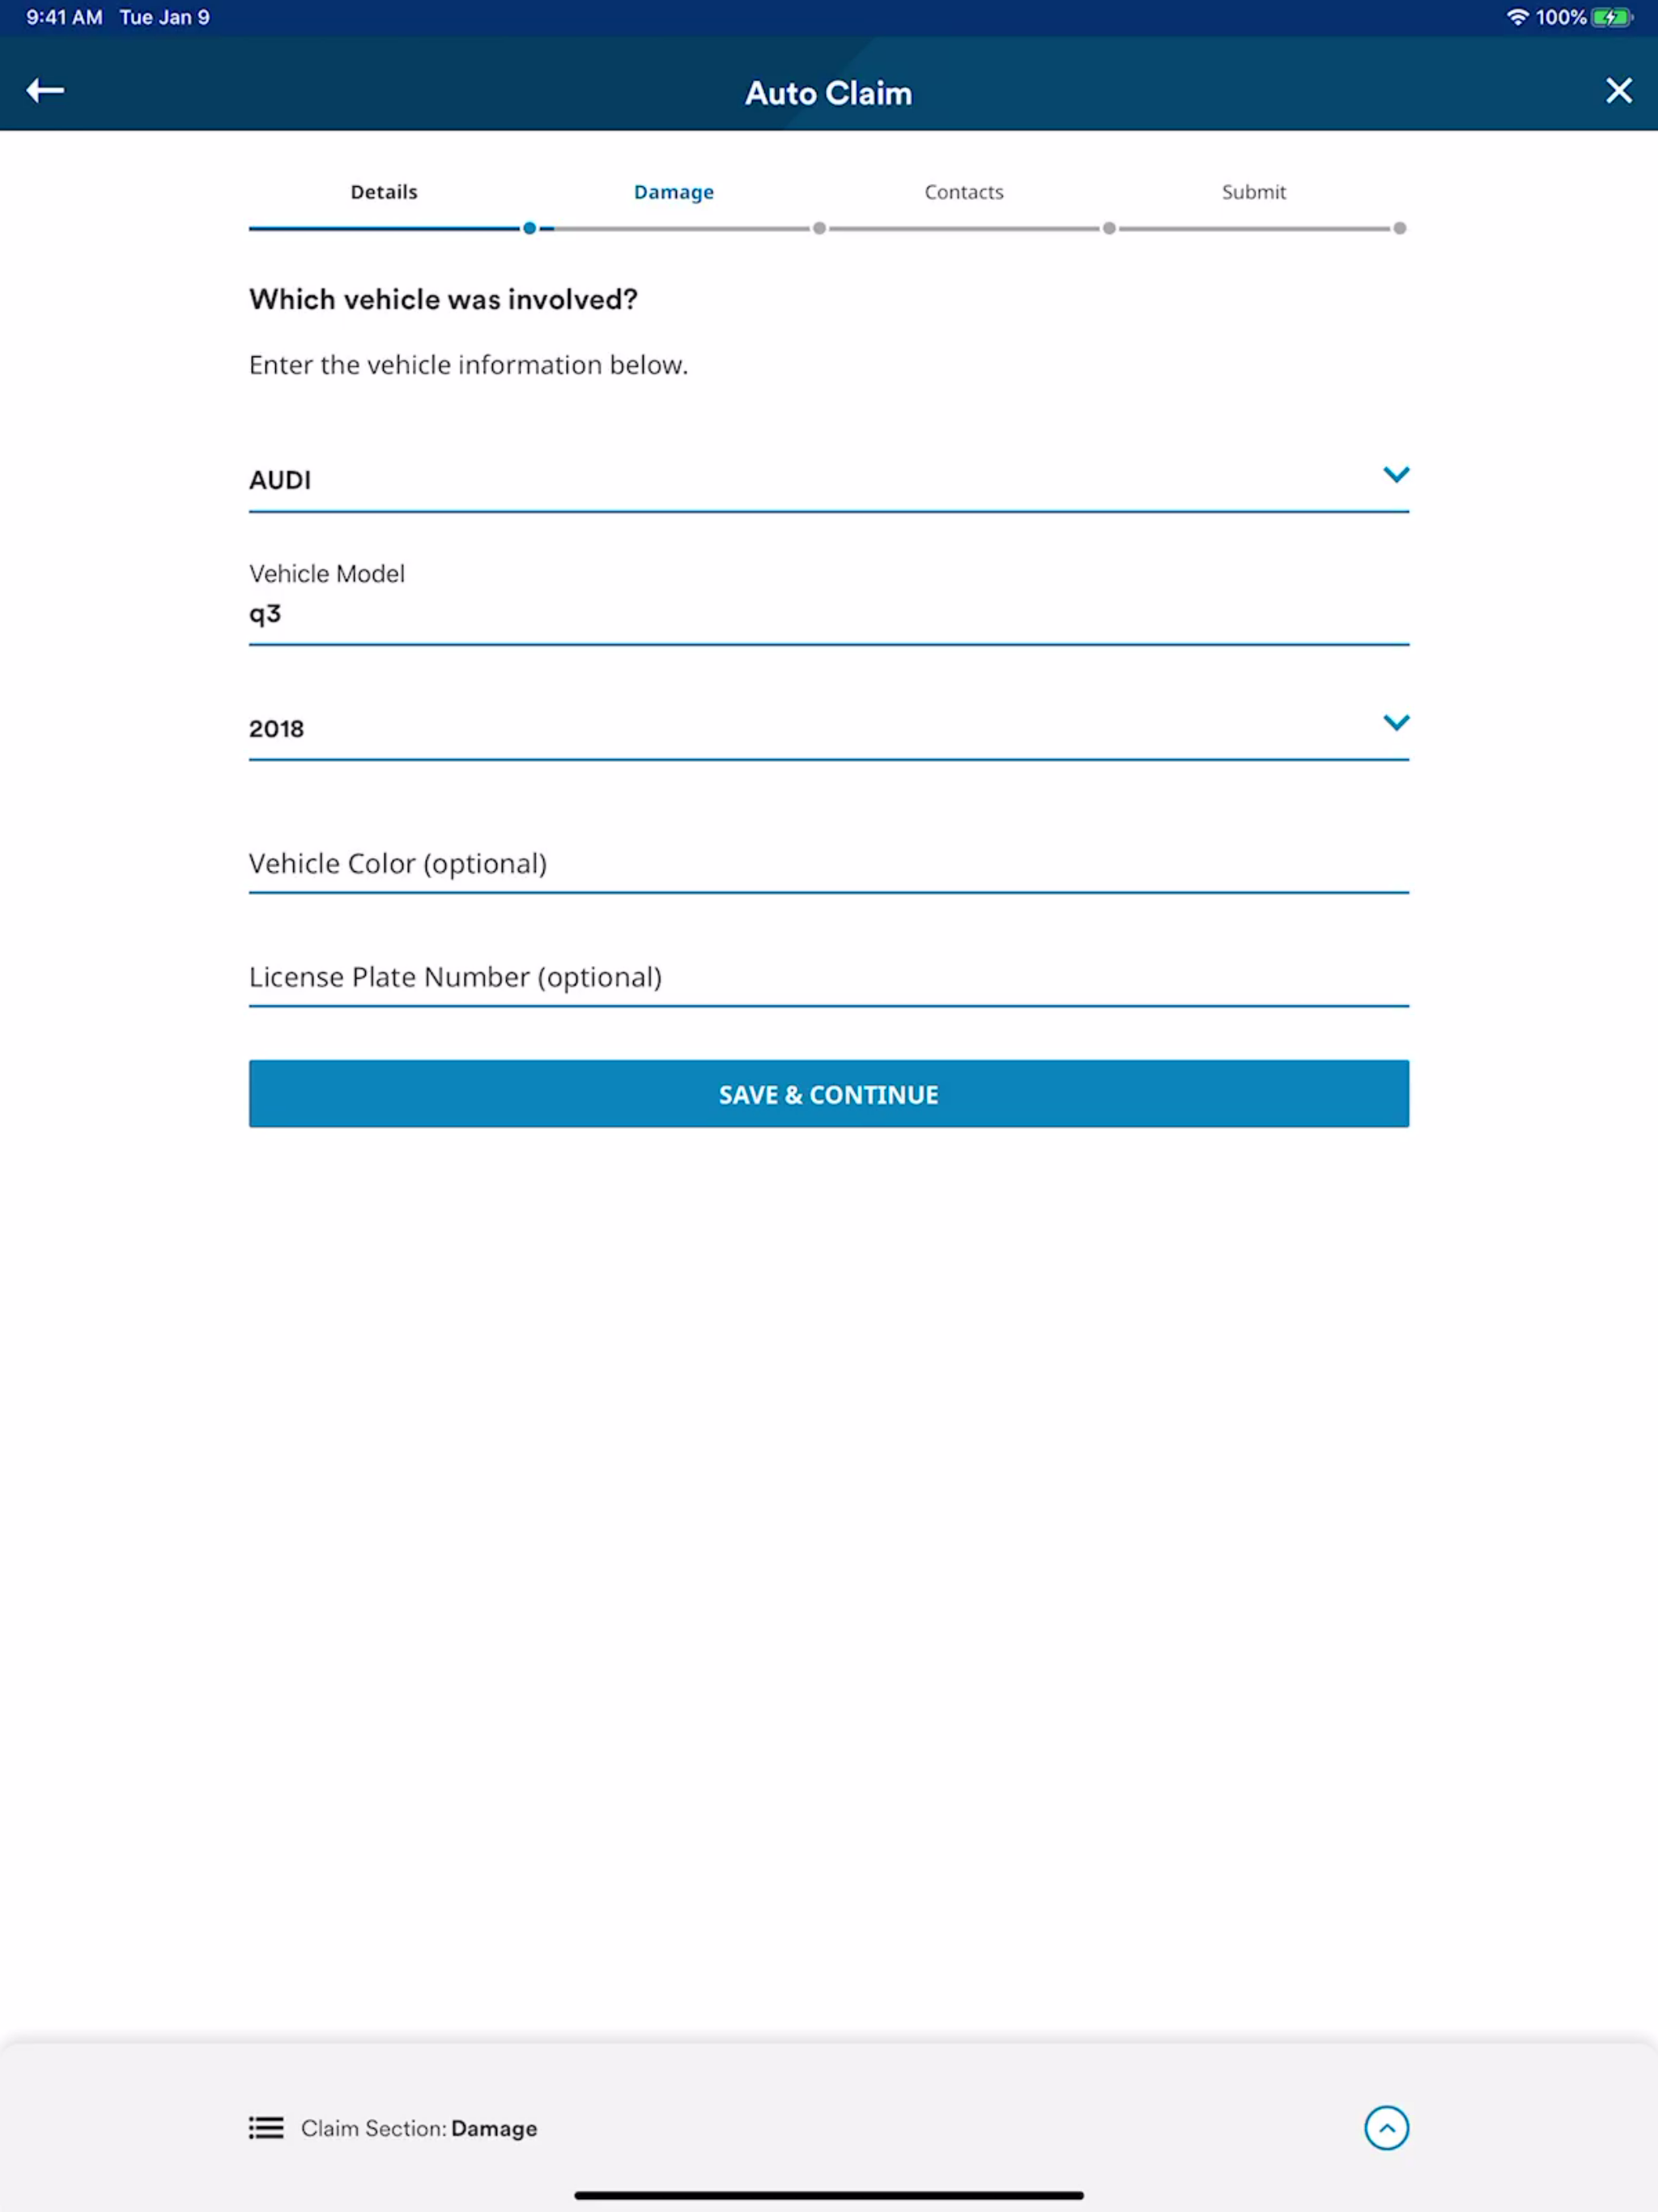 9:41 AM Tue Jan 9 100%
Auto Claim
Details Damage Contacts Submit
Which vehicle was involved?
Enter the vehicle information below.
AUDI
Vehicle Model
q3
2018
Vehicle Color (optional)
License Plate Number (optional)
SAVE & CONTINUE
Claim Section: Damage